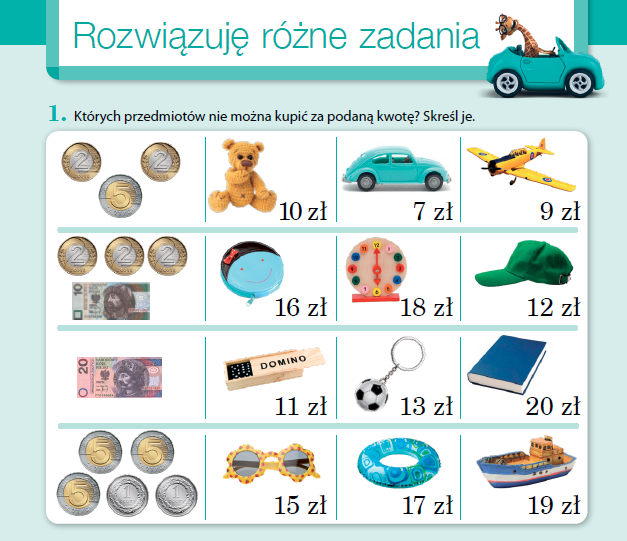 Rozwiązuję różne zadania
1. Których przedmiotów nie można kupić za podaną kwotę? Skreśl je.
2 2
5
10 zł 7 zł 9 zł
2 2 2
10
16 zł 18 zł 12 zł
20
DOMINO
11 zł 13 zł 20 zł
5 5
5 1 1
15 zł 17 zł 19 zł